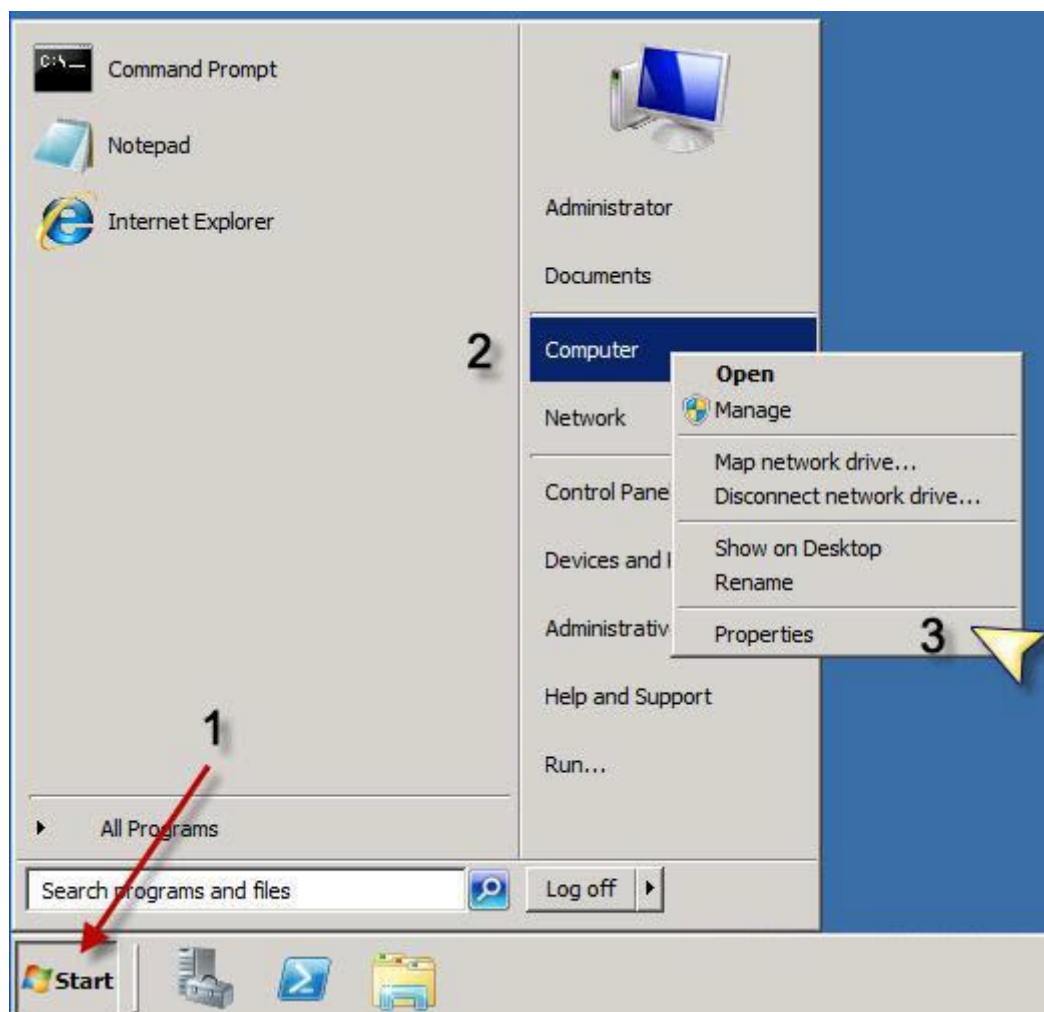 C:\_
Command Prompt
Notepad
Internet Explorer
Administrator
Documents
2
Computer
Open
Manage
Network
Map network drive...
Disconnect network drive...
Control Pane
Show on Desktop
Devices and
Rename
Administrativ
Properties
3
Help and Support
1
Run...
All Programs
Search programs and files
Log off
Start